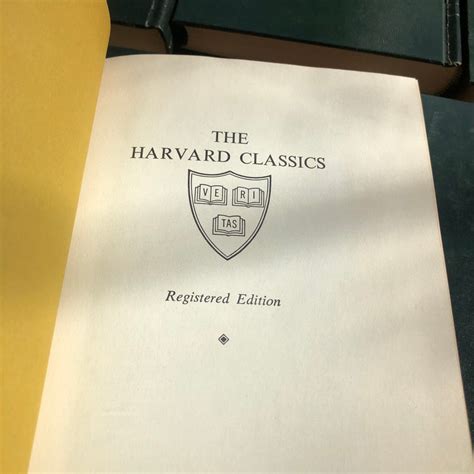 THE
HARVARD CLASSICS
VE RI
TAS
Registered Edition